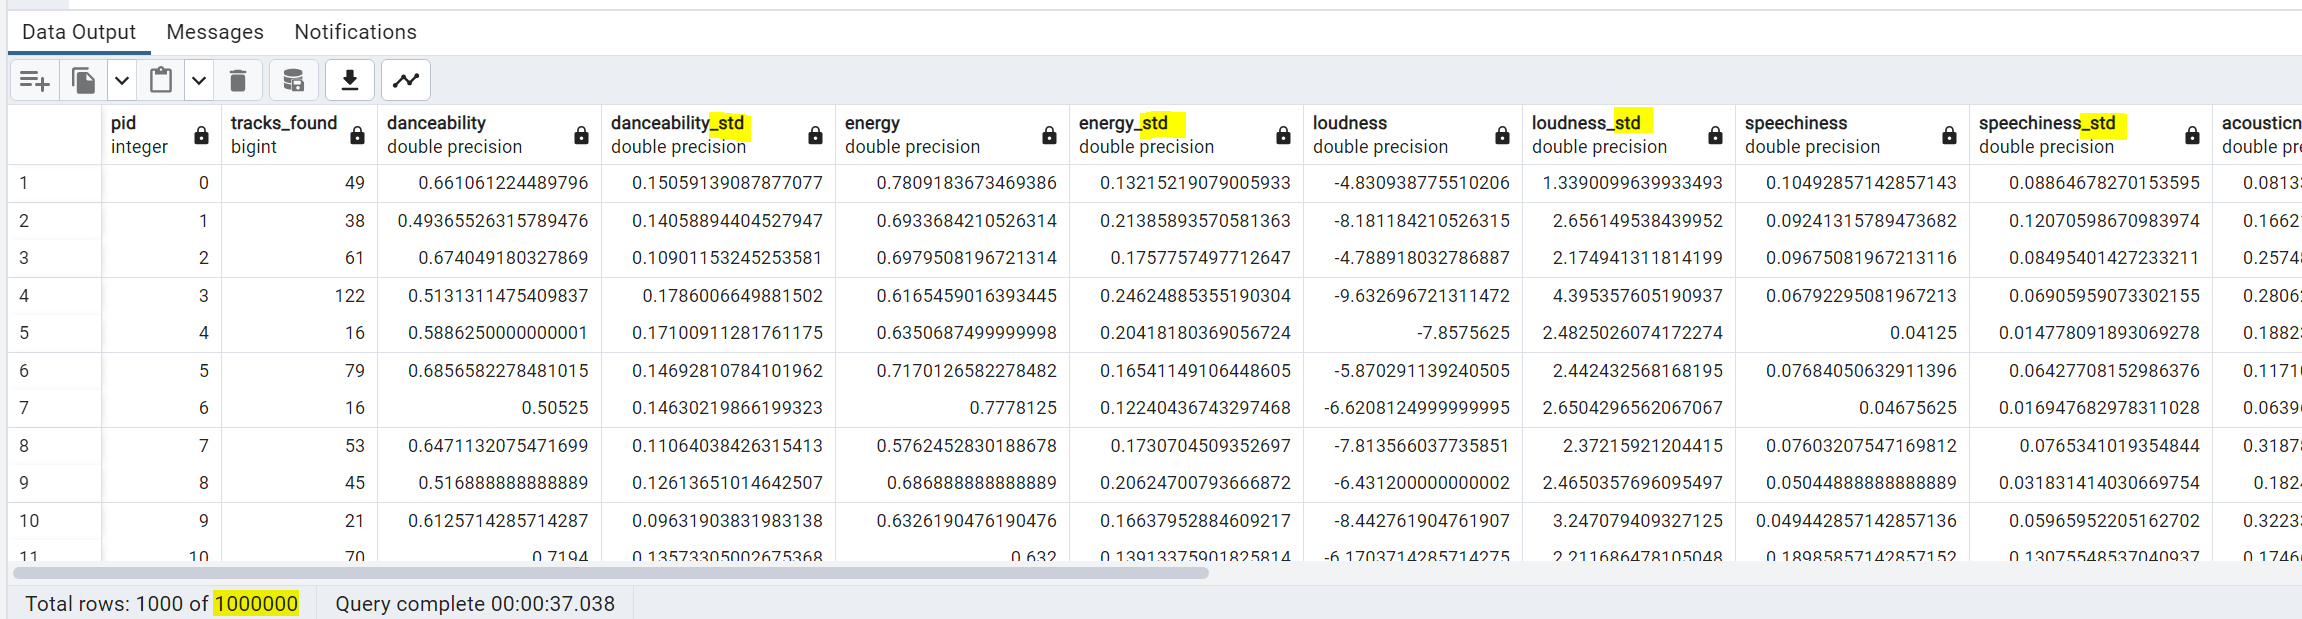 Data Output Messages Notifications
pid tracks_found danceability danceability_std energy energy_std loudness loudness_std speechiness speechiness_std acousticn
integer bigint double precision double precision double precision double precision double precision double precision double precision double precision double pr
1 0 49 0.661061224489796 0.15059139087877077 0.7809183673469386 0.13215219079005933 -4.830938775510206 1.3390099639933493 0.10492857142857143 0.08864678270153595 0.0813
2 1 38 0.49365526315789476 0.14058894404527947 0.6933684210526314 0.21385893570581363 -8.181184210526315 2.656149538439952 0.09241315789473682 0.12070598670983974 0.1662
3 2 61 0.674049180327869 0.10901153245253581 0.6979508196721314 0.1757757497712647 -4.788918032786887 2.174941311814199 0.09675081967213116 0.08495401427233211 0.2574
4 3 122 0.5131311475409837 0.1786006649881502 0.6165459016393445 0.24624885355190304 -9.632696721311472 4.395357605190937 0.06792295081967213 0.06905959073302155 0.2806
5 4 16 0.5886250000000001 0.17100911281761175 0.6350687499999998 0.20418180369056724 -7.8575625 2.4825026074172274 0.04125 0.014778091893069278 0.1882
6 5 79 0.6856582278481015 0.14692810784101962 0.7170126582278482 0.16541149106448605 -5.870291139240505 2.442432568168195 0.07684050632911396 0.06427708152986376 0.1171
7 6 16 0.50525 0.14630219866199323 0.7778125 0.12240436743297468 -6.6208124999999995 2.6504296562067067 0.04675625 0.016947682978311028 0.0639
8 7 53 0.6471132075471699 0.11064038426315413 0.5762452830188678 0.1730704509352697 -7.813566037735851 2.37215921204415 0.07603207547169812 0.0765341019354844 0.3187
9 8 45 0.516888888888889 0.12613651014642507 0.686888888888889 0.20624700793666872 -6.431200000000002 2.4650357696095497 0.05044888888888889 0.031831414030669754 0.182
10 9 21 0.6125714285714287 0.09631903831983138 0.6326190476190476 0.16637952884609217 -8.442761904761907 3.247079409327125 0.049442857142857136 0.05965952205162702 0.3223
11 10 70 0.7194 0.13573305002675368 0.632 0.13913375901825814 -6.1703714285714275 2.211686478105048 0.18985857142857152 0.13075548537040937 0.1746
Total rows: 1000 of 1000000 Query complete 00:00:37.038